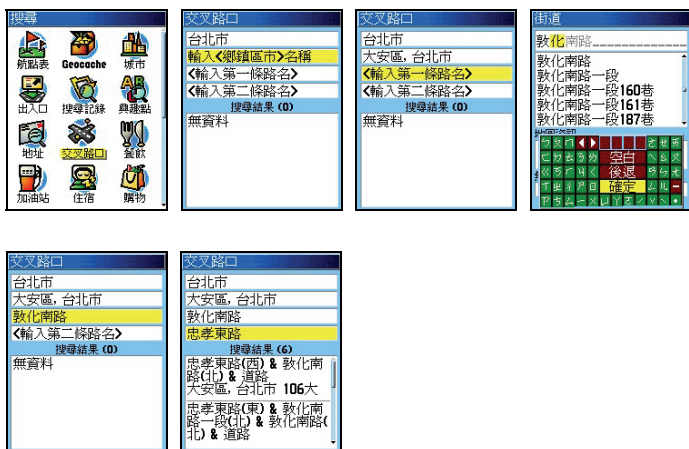 搜尋
航點表 Geocache 城市
出入口 搜尋記錄 興趣點
地址 交叉路口 餐飲
加油站 住宿 購物
交叉路口
台北市
輸入<鄉鎮區市>名稱
<輸入第一條路名>
<輸入第二條路名>
搜尋結果 (0)
無資料
交叉路口
台北市
大安區, 台北市
<輸入第一條路名>
<輸入第二條路名>
搜尋結果 (0)
無資料
街道
敦化南路
敦化南路
敦化南路一段
敦化南路一段160巷
敦化南路一段161巷
敦化南路一段187巷
空白
後退
確定
交叉路口
台北市
大安區, 台北市
敦化南路
<輸入第二條路名>
搜尋結果 (0)
無資料
交叉路口
台北市
大安區, 台北市
敦化南路
忠孝東路
搜尋結果 (6)
忠孝東路(西) & 敦化南
路(北) & 道路
大安區, 台北市 106大
忠孝東路(東) & 敦化南
路一段(北) & 敦化南路(
北) & 道路